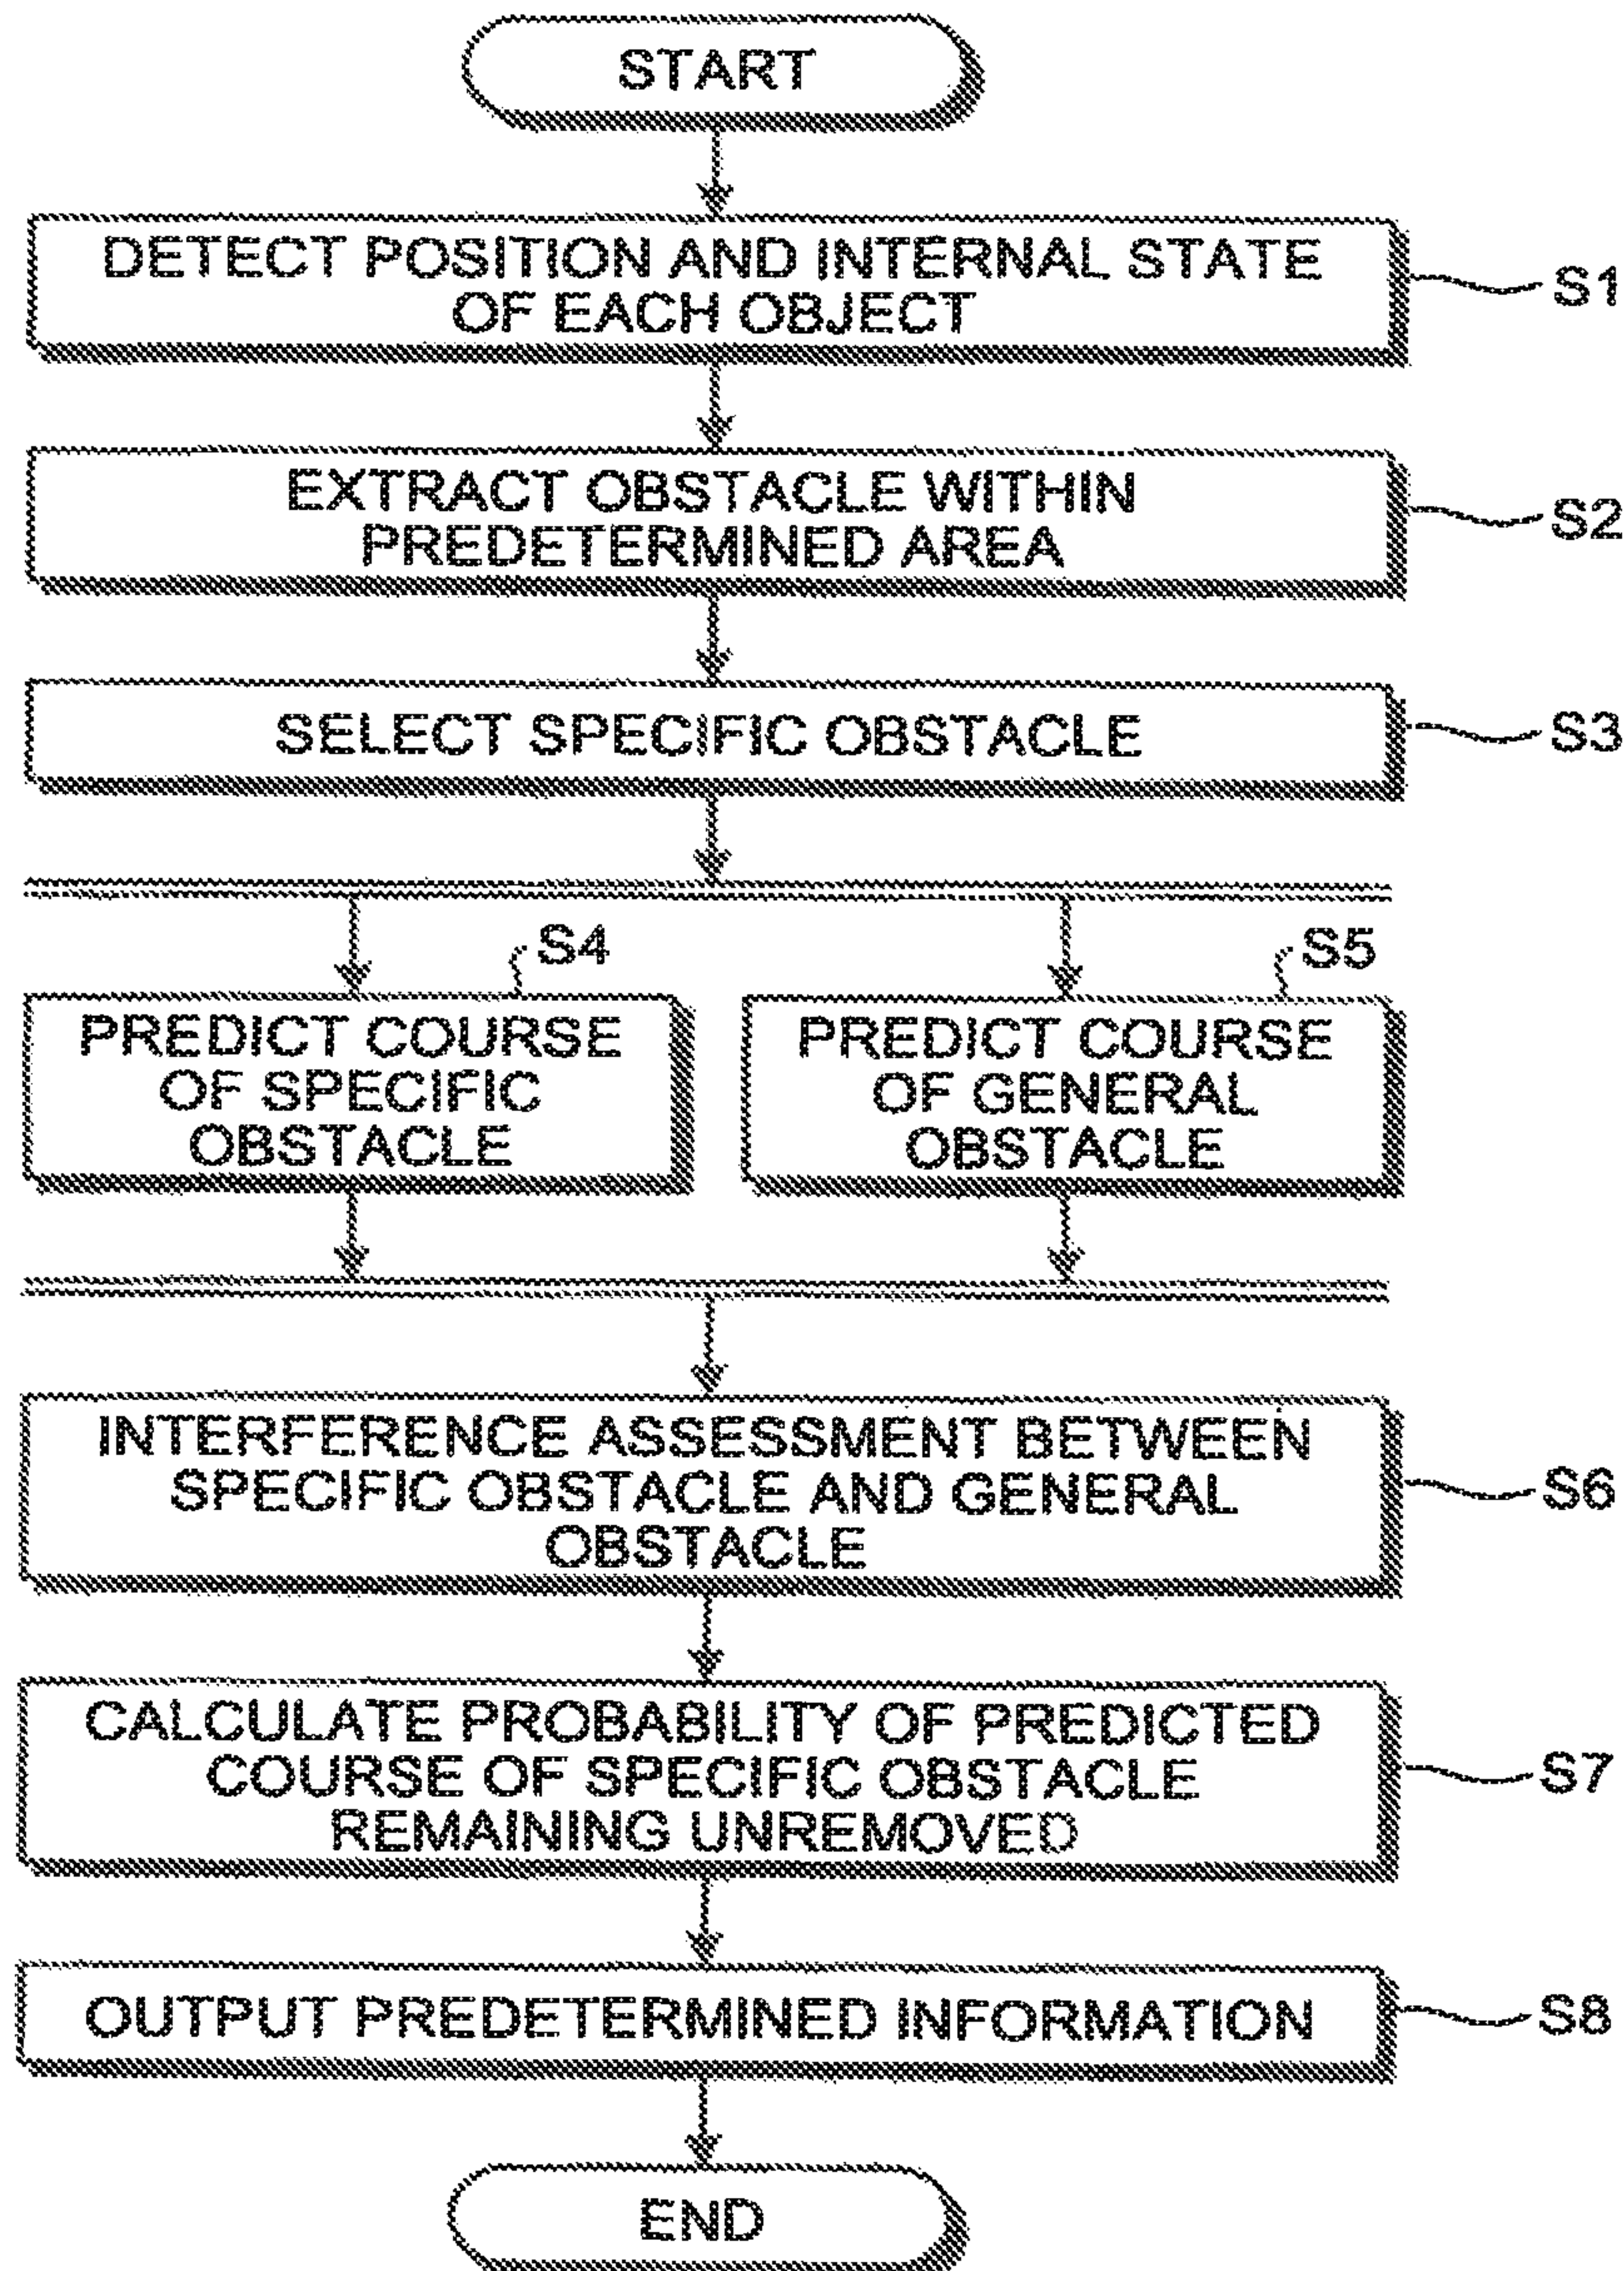 START
DETECT POSITION AND INTERNAL STATE
OF EACH OBJECT
S1
EXTRACT OBSTACLE WITHIN
PREDETERMINED AREA
S2
SELECT SPECIFIC OBSTACLE
S3
S4
PREDICT COURSE
OF SPECIFIC
OBSTACLE
S5
PREDICT COURSE
OF GENERAL
OBSTACLE
INTERFERENCE ASSESSMENT BETWEEN
SPECIFIC OBSTACLE AND GENERAL
OBSTACLE
S6
CALCULATE PROBABILITY OF PREDICTED
COURSE OF SPECIFIC OBSTACLE
REMAINING UNREMOVED
S7
OUTPUT PREDETERMINED INFORMATION
S8
END